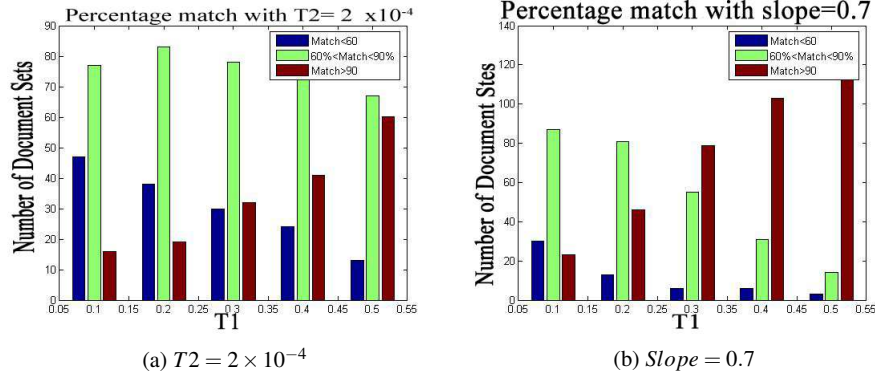 Percentage match with T2= 2 x10-4
90
80
70
60
50
40
30
20
10
0
Number of Document Sets
Match<60
60%<Match<90%
Match>90
0.05 0.1 0.15 0.2 0.25 0.3 0.35 0.4 0.45 0.5 0.55
T1
(a) T2 = 2 × 10−4
Percentage match with slope=0.7
140
120
100
80
60
40
20
0
Number of Document Stes
Match<60
60%<Match<90%
Match>90
0.05 0.1 0.15 0.2 0.25 0.3 0.35 0.4 0.45 0.5 0.55
T1
(b) Slope = 0.7